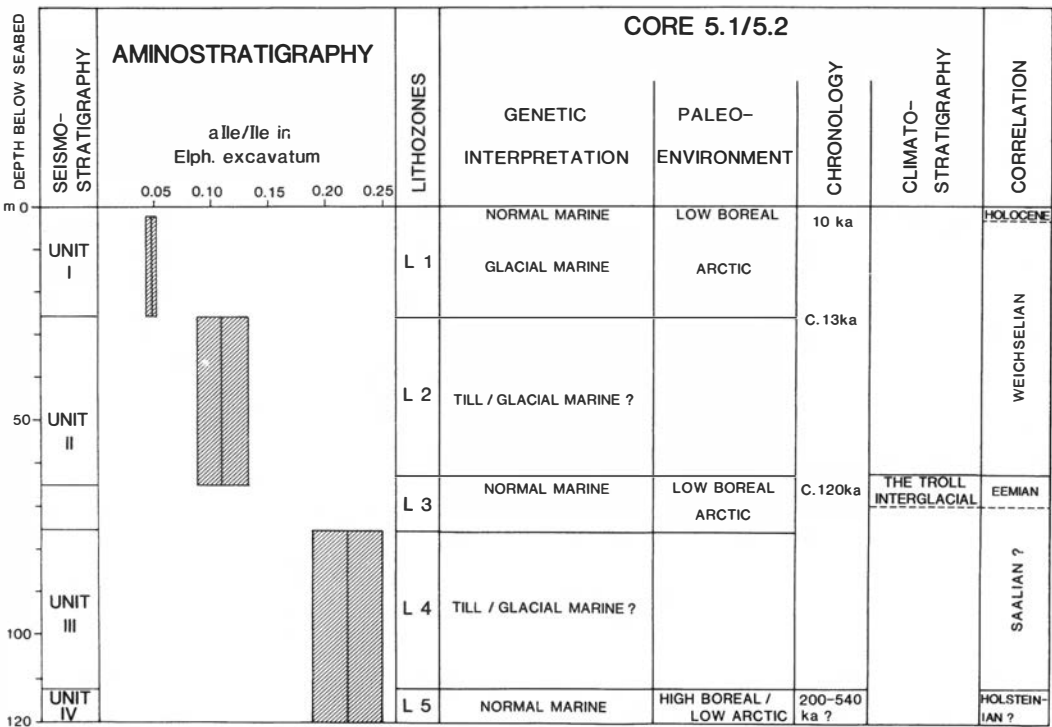 CORE 5.1/5.2
DEPTH BELOW SEABED
SEISMO-
STRATIGRAPHY
AMINOSTRATIGRAPHY
aIle/Ile in
Elph. excavatum
0.05 0.10 0.15 0.20 0.25
LITHOZONES
GENETIC
INTERPRETATION
PALEO-
ENVIRONMENT
CHRONOLOGY
CLIMATO-
STRATIGRAPHY
CORRELATION
m 0
50
100
120
UNIT
I
UNIT
II
UNIT
III
UNIT
IV
L 1
L 2
L 3
L 4
L 5
NORMAL MARINE
GLACIAL MARINE
TILL / GLACIAL MARINE ?
NORMAL MARINE
TILL / GLACIAL MARINE ?
NORMAL MARINE
LOW BOREAL
ARCTIC
LOW BOREAL
ARCTIC
HIGH BOREAL /
LOW ARCTIC
10 ka
C.13ka
C.120ka
200-540
ka ?
THE TROLL
INTERGLACIAL
HOLOCENE
WEICHSELIAN
EEMIAN
SAALIAN ?
HOLSTEIN-
IAN ?